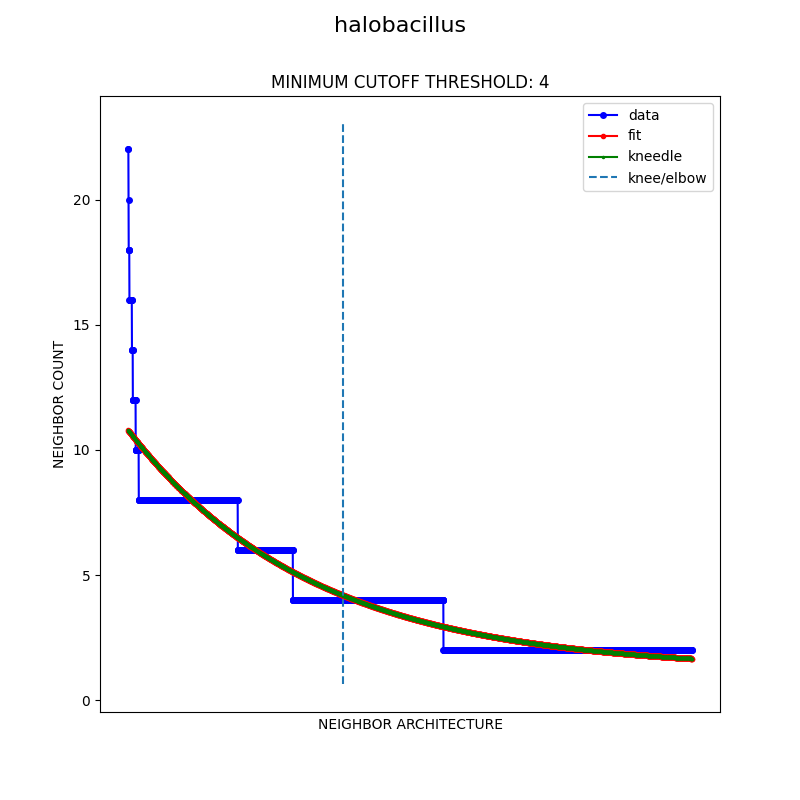 halobacillus
MINIMUM CUTOFF THRESHOLD: 4
data
fit
kneedle
knee/elbow
20
15
10
5
0
NEIGHBOR COUNT
NEIGHBOR ARCHITECTURE